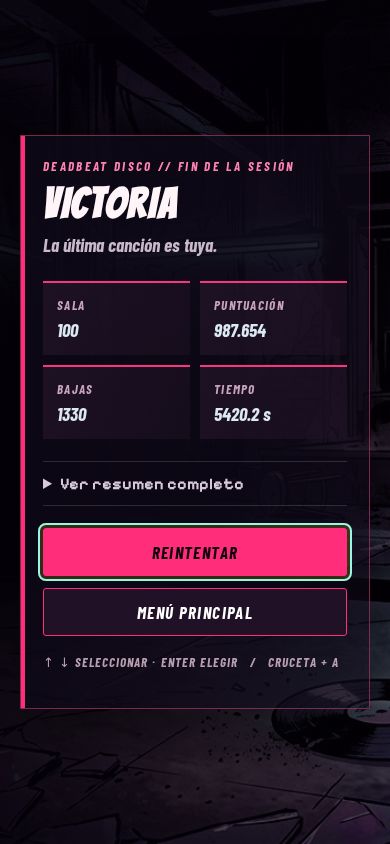 DEADBEAT DISCO // FIN DE LA SESIÓN
VICTORIA
La última canción es tuya.
SALA
100
PUNTUACIÓN
987.654
BAJAS
1330
TIEMPO
5420.2 s
▶ Ver resumen completo
REINTENTAR
MENÚ PRINCIPAL
↑ ↓ SELECCIONAR · ENTER ELEGIR / CRUCETA + A